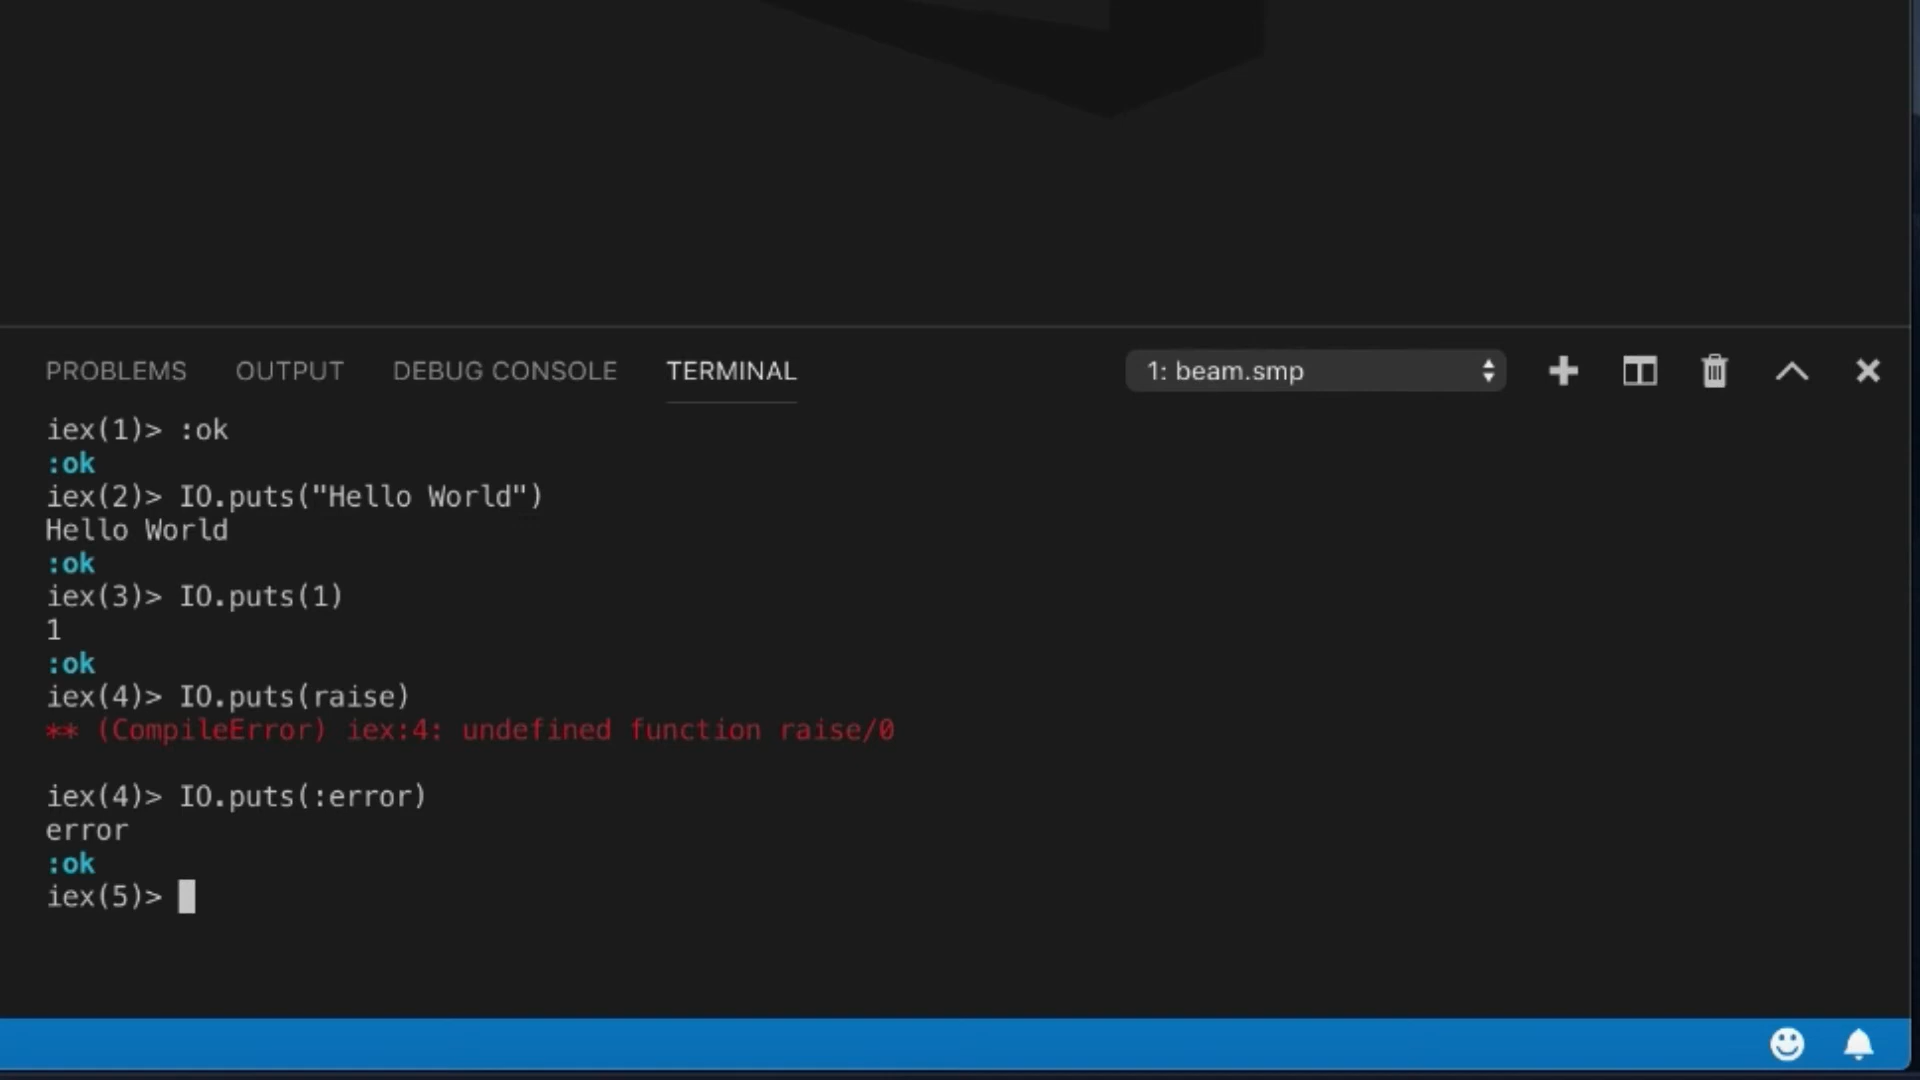 PROBLEMS OUTPUT DEBUG CONSOLE TERMINAL 1: beam.smp
iex(1)> :ok
:ok
iex(2)> IO.puts("Hello World")
Hello World
:ok
iex(3)> IO.puts(1)
1
:ok
iex(4)> IO.puts(raise)
** (CompileError) iex:4: undefined function raise/0
iex(4)> IO.puts(:error)
error
:ok
iex(5)>